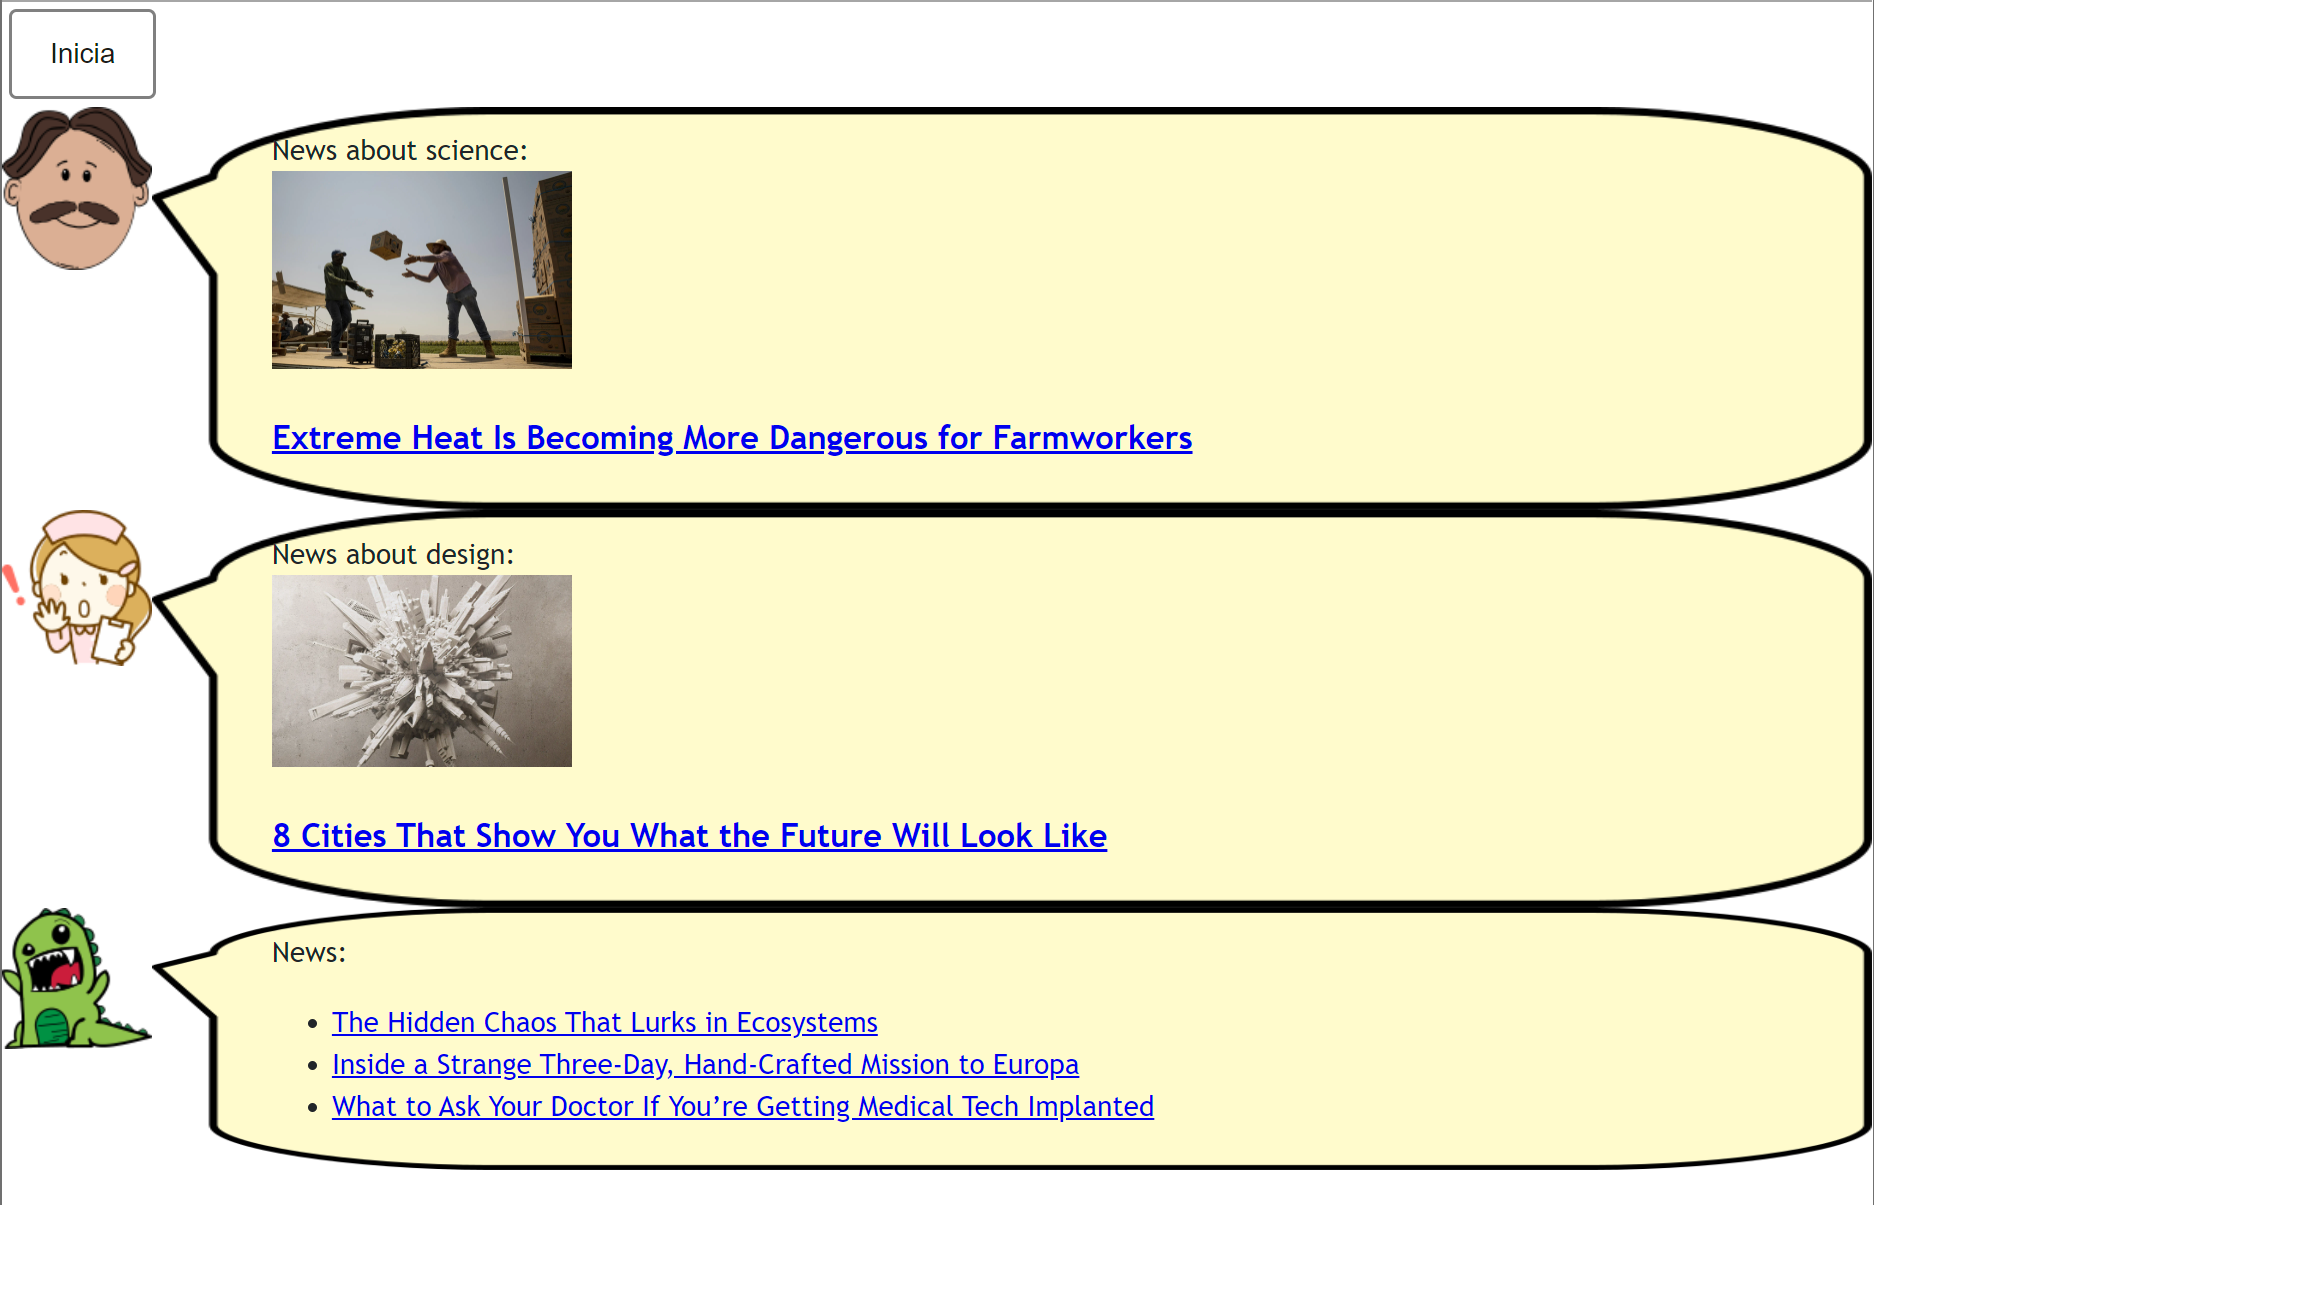 Inicia
News about science:
Extreme Heat Is Becoming More Dangerous for Farmworkers
News about design:
8 Cities That Show You What the Future Will Look Like
News:
The Hidden Chaos That Lurks in Ecosystems
Inside a Strange Three-Day, Hand-Crafted Mission to Europa
What to Ask Your Doctor If You’re Getting Medical Tech Implanted